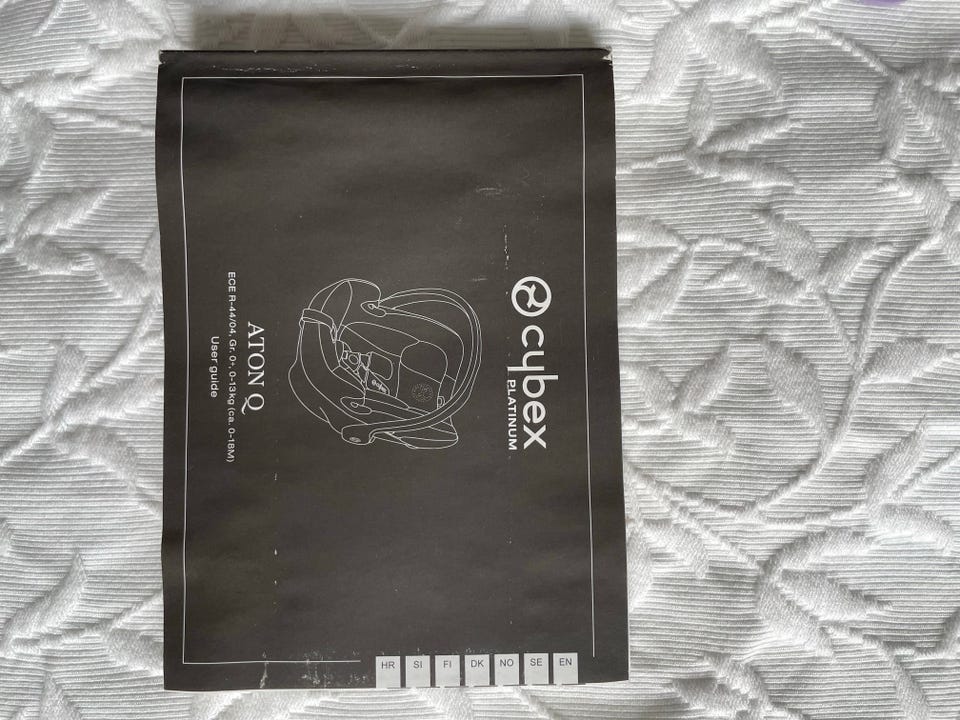 cybex
PLATINUM
ATON Q
ECE R-44/04, Gr. 0+, 0-13kg (ca. 0-18M)
User guide
EN
SE
NO
DK
FI
SI
HR